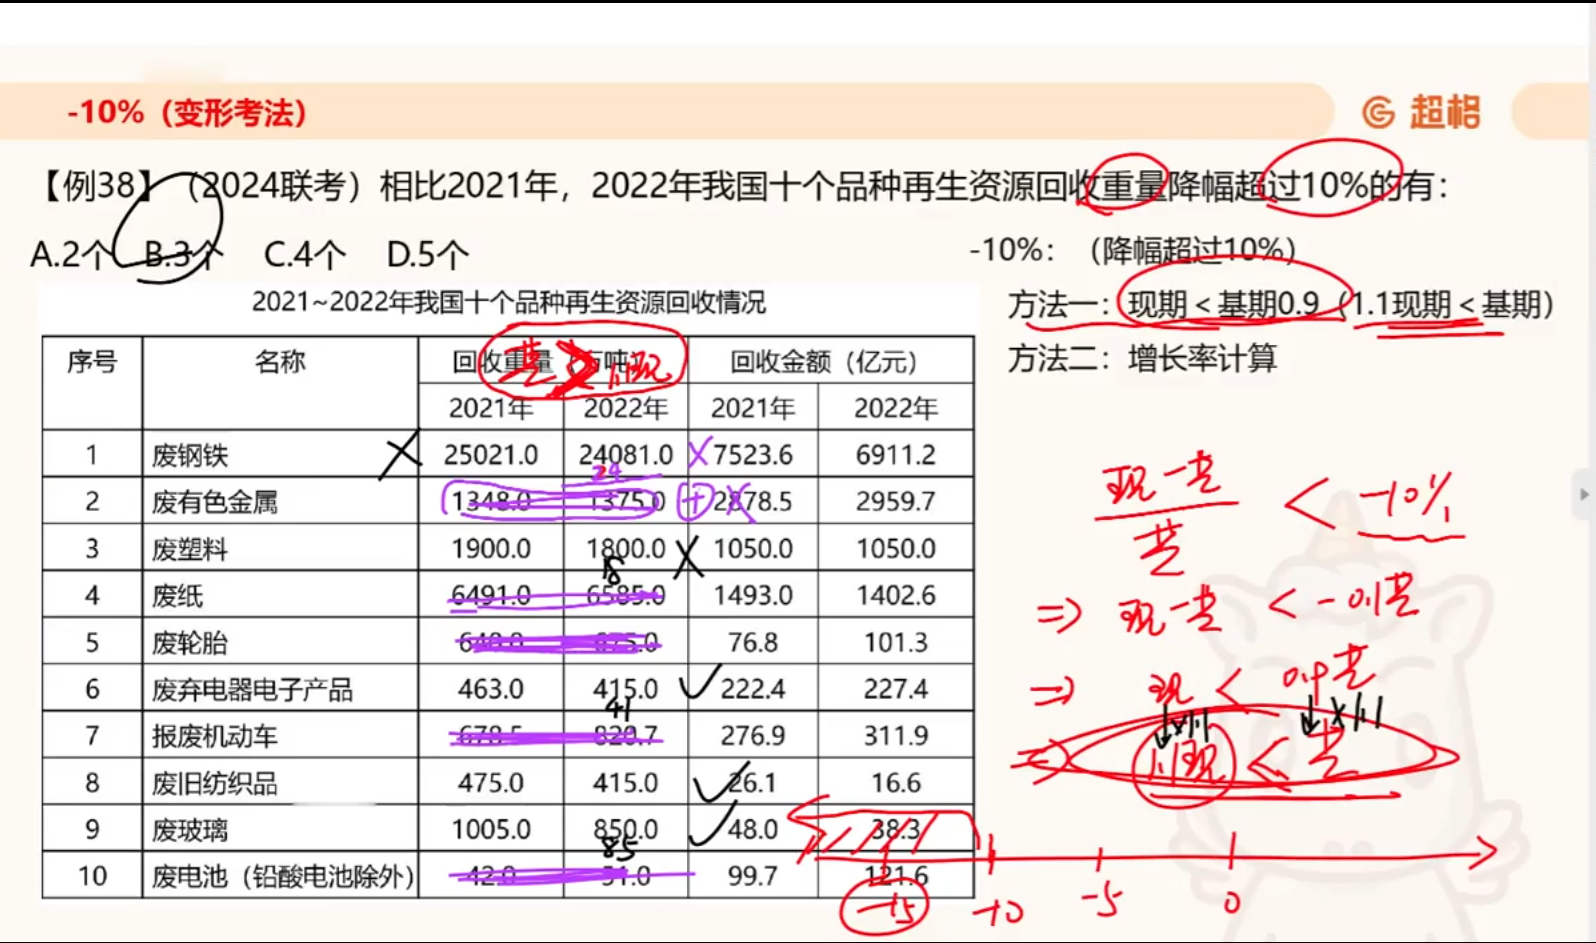 -10%（变形考法）
超格
【例38】（2024联考）相比2021年，2022年我国十个品种再生资源回收重量降幅超过10%的有：
A.2个 B.3个 C.4个 D.5个
-10%：（降幅超过10%）
方法一：现期＜基期0.9（1.1现期＜基期）
方法二：增长率计算
2021~2022年我国十个品种再生资源回收情况
序号 名称 回收重量（万吨） 回收金额（亿元）
基 > 1.1现
2021年 2022年 2021年 2022年
1 废钢铁 25021.0 24081.0 7523.6 6911.2
24
2 废有色金属 1348.0 1375.0 2878.5 2959.7
3 废塑料 1900.0 1800.0 1050.0 1050.0
18
4 废纸 6491.0 6585.0 1493.0 1402.6
5 废轮胎 640.0 675.0 76.8 101.3
6 废弃电器电子产品 463.0 415.0 222.4 227.4
41
7 报废机动车 678.5 820.7 276.9 311.9
8 废旧纺织品 475.0 415.0 26.1 16.6
9 废玻璃 1005.0 850.0 48.0 38.3
85
10 废电池（铅酸电池除外） 42.0 51.0 99.7 121.6
现-基
基
< -10%
⇒ 现-基 < -0.1基
⇒ 现 < 0.9基
×1.1 ×1.1
⇒ 1.1现 < 基
-15 -10 -5 0